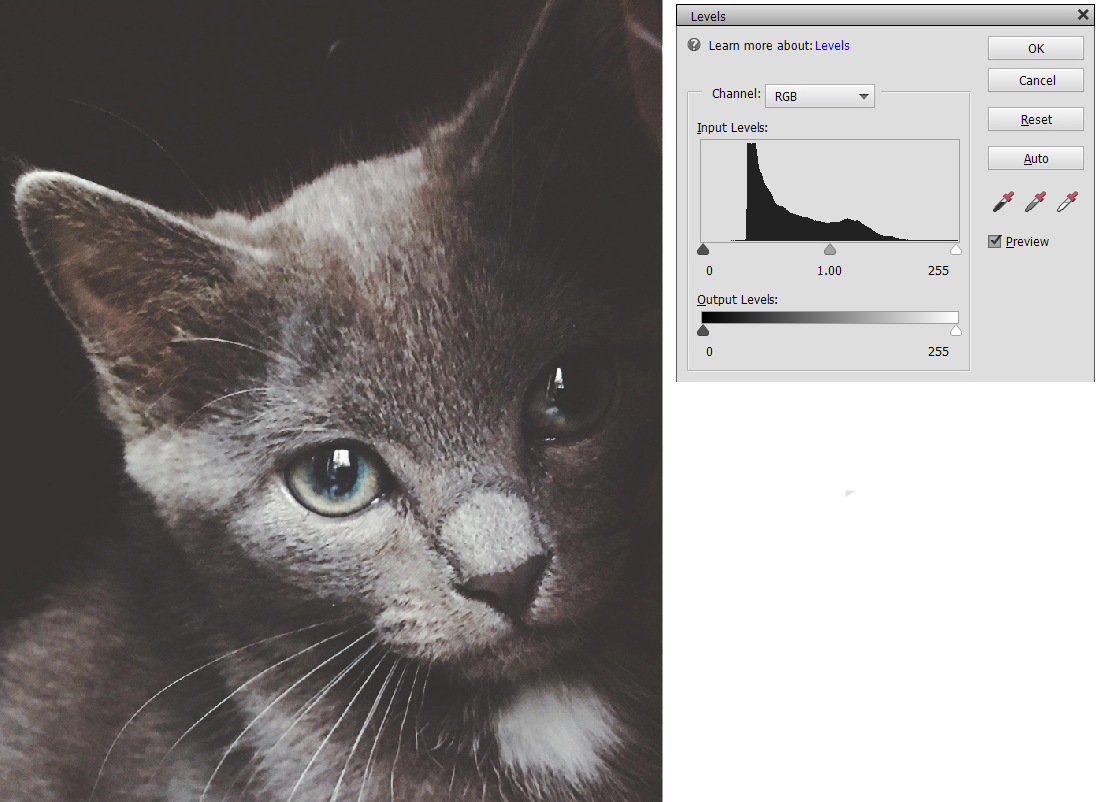 Levels
Learn more about: Levels
OK
Cancel
Channel: RGB
Reset
Input Levels:
Auto
Preview
0 1.00 255
Output Levels:
0 255